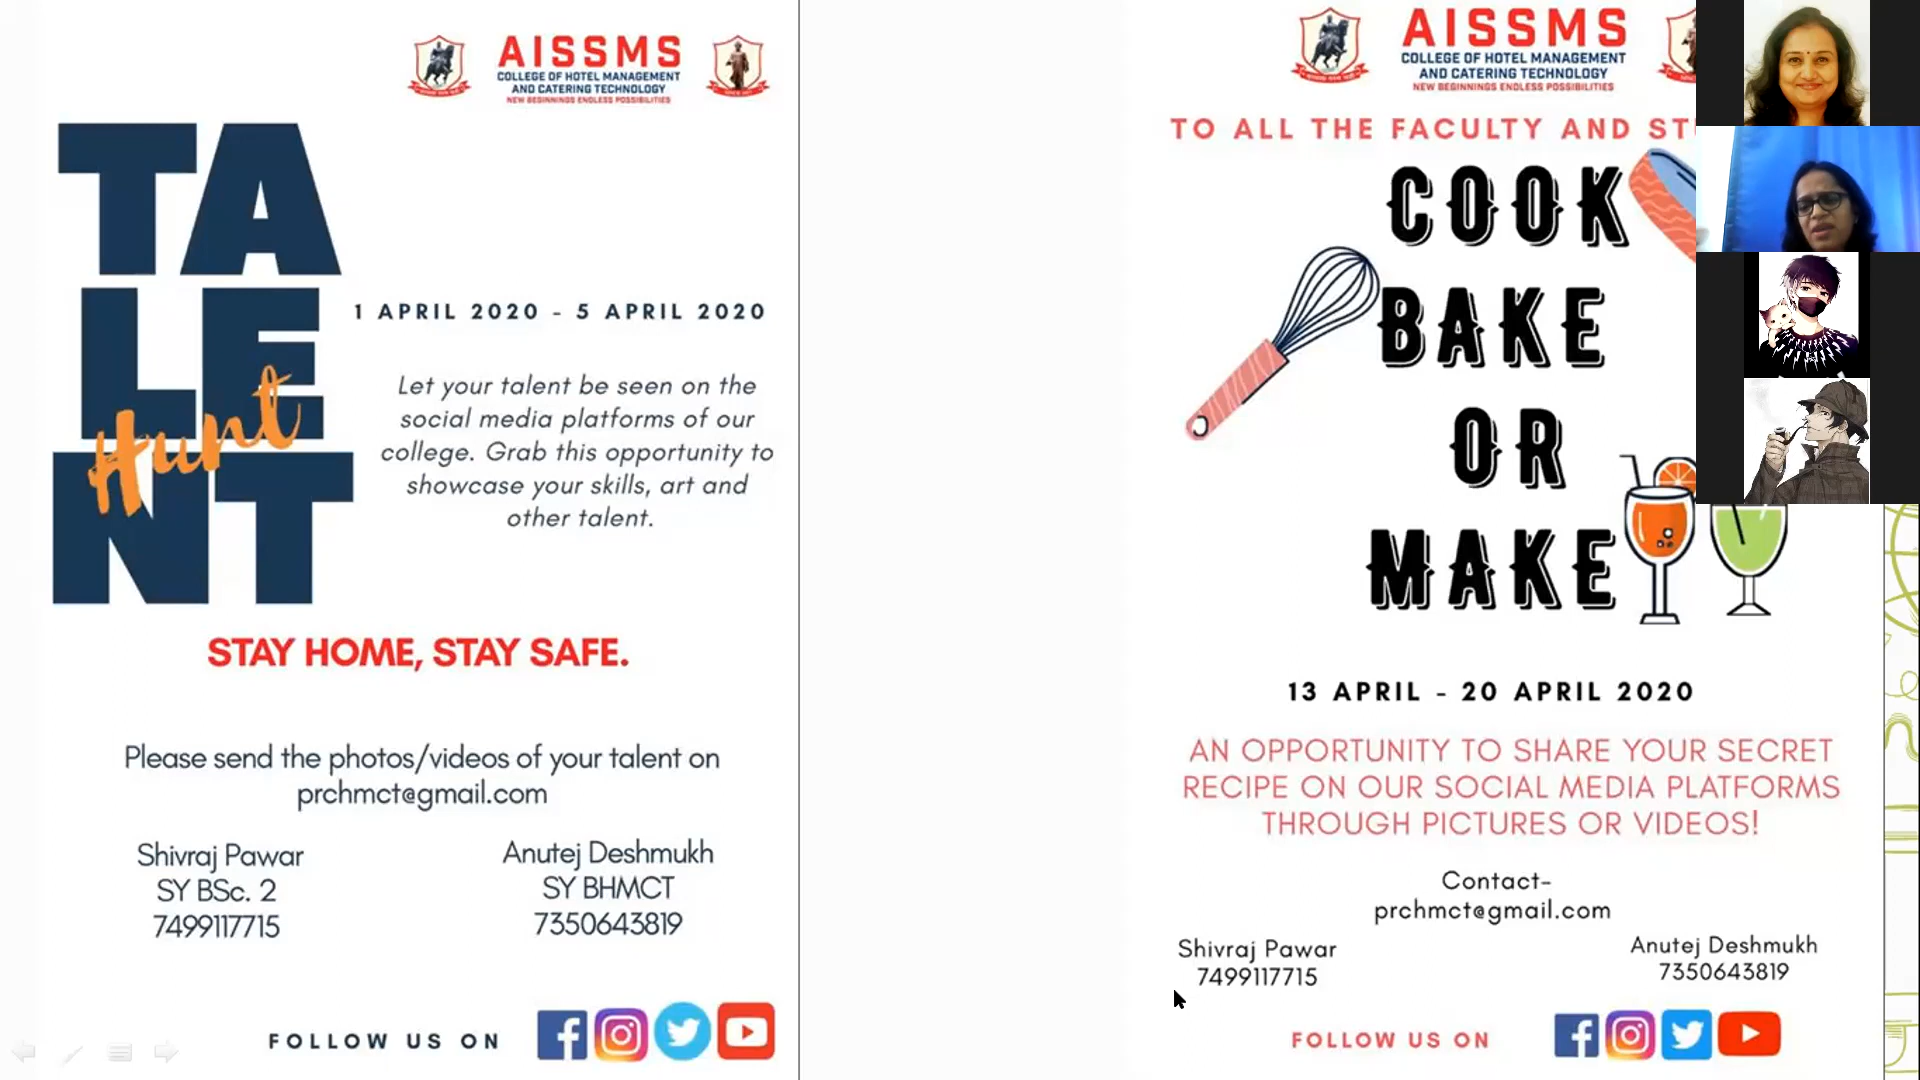 AISSMS
COLLEGE OF HOTEL MANAGEMENT
AND CATERING TECHNOLOGY
NEW BEGINNINGS ENDLESS POSSIBILITIES
TA
LE
NT
Hunt
1 APRIL 2020 - 5 APRIL 2020
Let your talent be seen on the
social media platforms of our
college. Grab this opportunity to
showcase your skills, art and
other talent.
STAY HOME, STAY SAFE.
Please send the photos/videos of your talent on
prchmct@gmail.com
Shivraj Pawar
SY BSc. 2
7499117715
Anutej Deshmukh
SY BHMCT
7350643819
FOLLOW US ON
AISSMS
COLLEGE OF HOTEL MANAGEMENT
AND CATERING TECHNOLOGY
NEW BEGINNINGS ENDLESS POSSIBILITIES
TO ALL THE FACULTY AND
COOK
BAKE
OR
MAKE
13 APRIL - 20 APRIL 2020
AN OPPORTUNITY TO SHARE YOUR SECRET
RECIPE ON OUR SOCIAL MEDIA PLATFORMS
THROUGH PICTURES OR VIDEOS!
Contact-
prchmct@gmail.com
Shivraj Pawar
7499117715
Anutej Deshmukh
7350643819
FOLLOW US ON